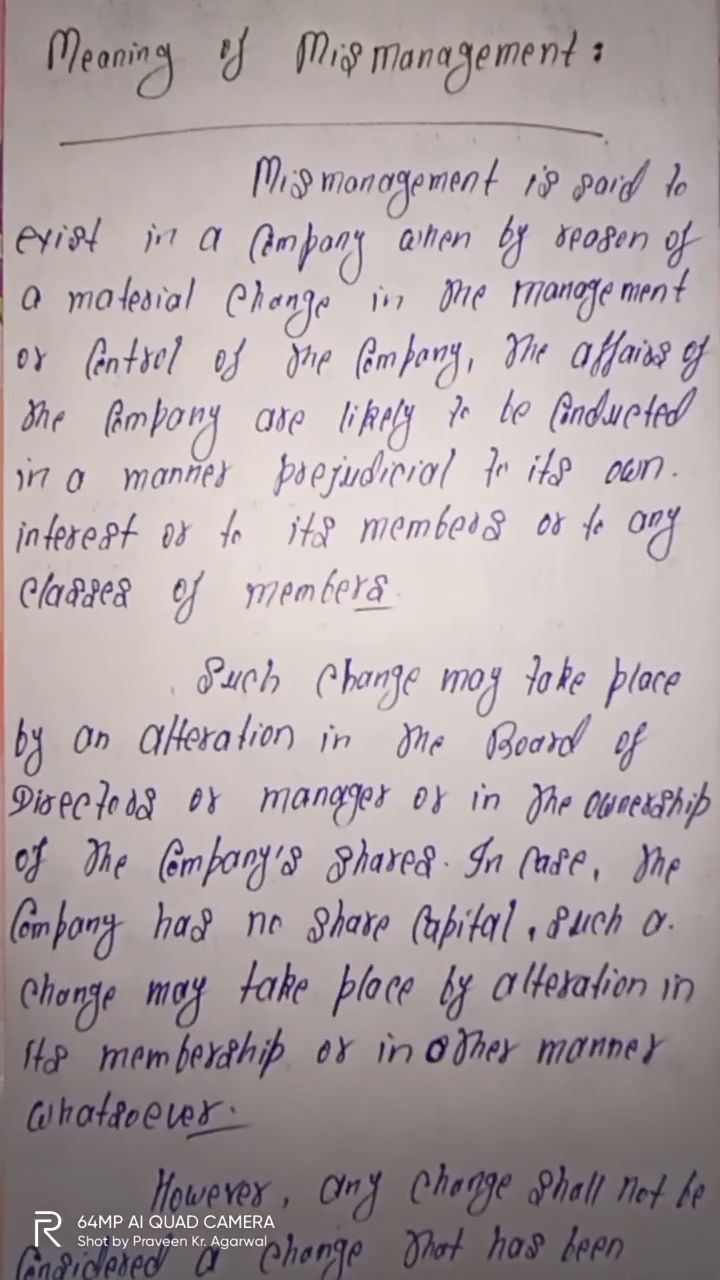 Meaning of Mismanagement:
Mismanagement is said to
exist in a Company when by reason of
a material change in the management
or Control of the Company, the affairs of
the Company are likely to be Conducted
in a manner prejudicial to its own.
interest or to its members or to any
classes of members.
Such change may take place
by an alteration in the Board of
Directors or manager or in the ownership
of the Company's shares. In Case, the
Company has no share Capital, such a.
change may take place by alteration in
its membership or in other manner
whatsoever.
However, any change shall not be
Considered a change that has been
64MP AI QUAD CAMERA
Shot by Praveen Kr. Agarwal